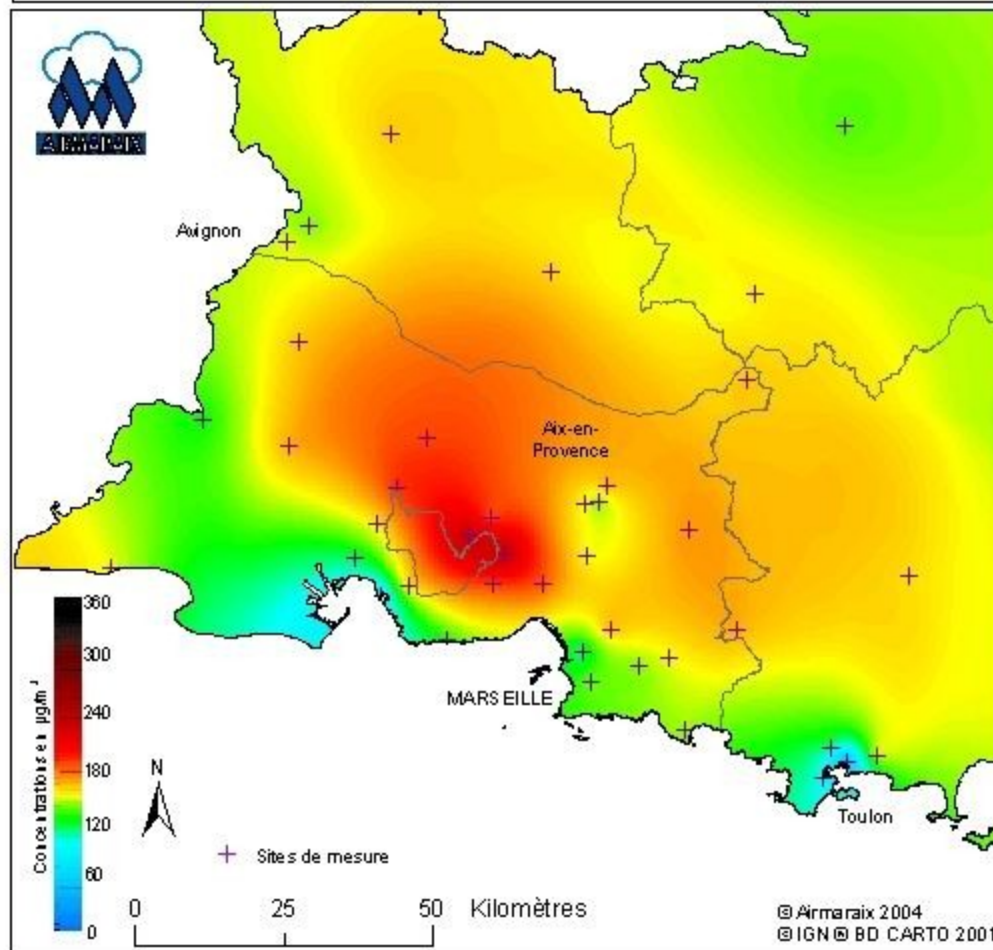 AIRMARAIX
Avignon
Aix-en-
Provence
MARSEILLE
Toulon
Concentrations en µg/m³
360
300
240
180
120
60
0
N
Sites de mesure
0 25 50 Kilomètres
© Airmaraix 2004
© IGN ® BD CARTO 2001